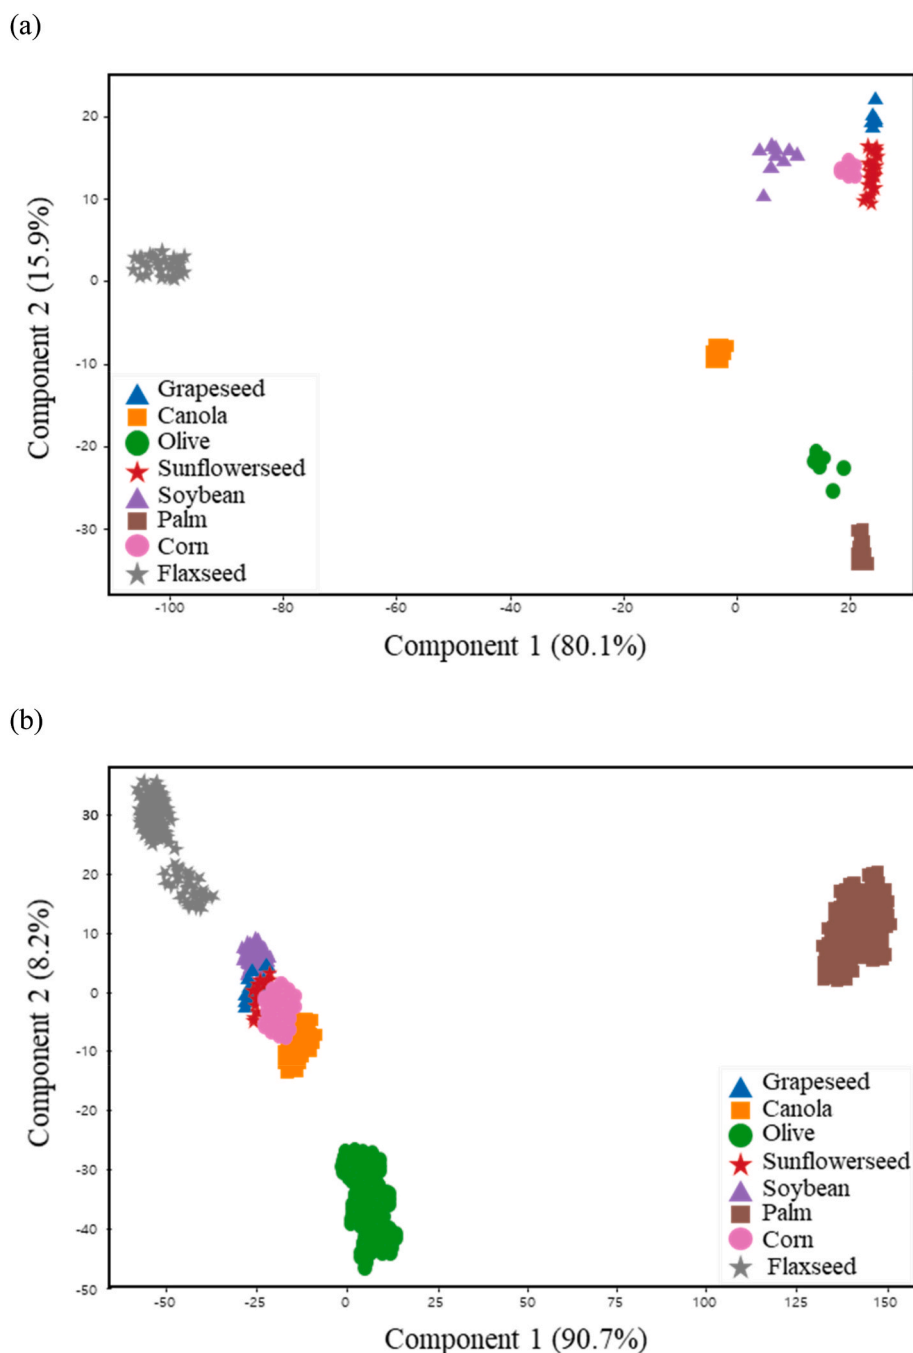 (a)
20
10
0
-10
-20
-30
Component 2 (15.9%)
Grapeseed
Canola
Olive
Sunflowerseed
Soybean
Palm
Corn
Flaxseed
-100 -80 -60 -40 -20 0 20
Component 1 (80.1%)
(b)
30
20
10
0
-10
-20
-30
-40
-50
Component 2 (8.2%)
Grapeseed
Canola
Olive
Sunflowerseed
Soybean
Palm
Corn
Flaxseed
-50 -25 0 25 50 75 100 125 150
Component 1 (90.7%)